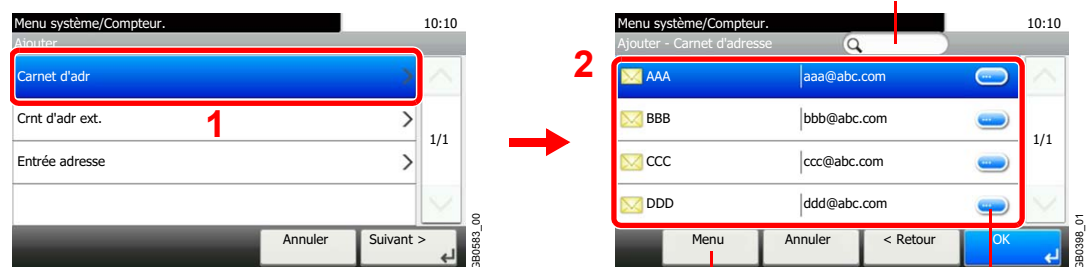 Menu système/Compteur. 10:10
Ajouter
Carnet d'adr
Crnt d'adr ext.
1
1/1
Entrée adresse
Annuler Suivant >
GB0583_00
2
Menu système/Compteur. 10:10
Ajouter - Carnet d'adresse
AAA aaa@abc.com
BBB bbb@abc.com
1/1
CCC ccc@abc.com
DDD ddd@abc.com
Menu Annuler < Retour OK
GB0398_01